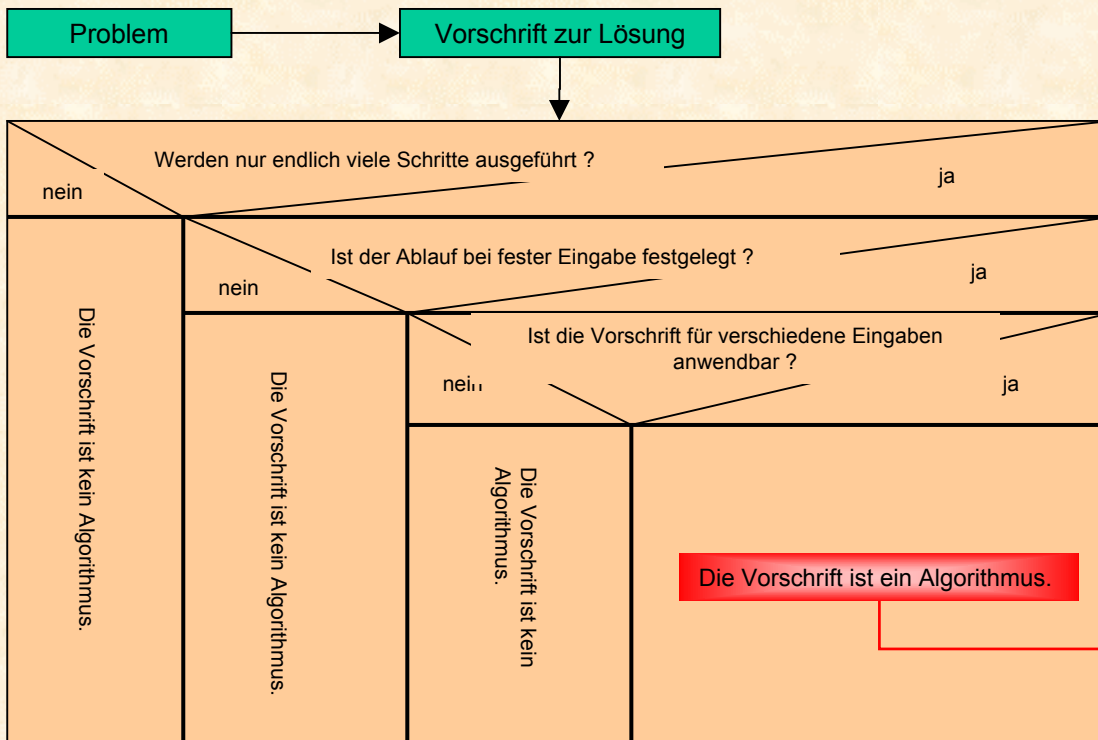 Problem
Vorschrift zur Lösung
Werden nur endlich viele Schritte ausgeführt ?
nein
ja
Ist der Ablauf bei fester Eingabe festgelegt ?
nein
ja
Ist die Vorschrift für verschiedene Eingaben
anwendbar ?
nein
ja
Die Vorschrift ist kein Algorithmus.
Die Vorschrift ist kein Algorithmus.
Die Vorschrift ist kein
Algorithmus.
Die Vorschrift ist ein Algorithmus.